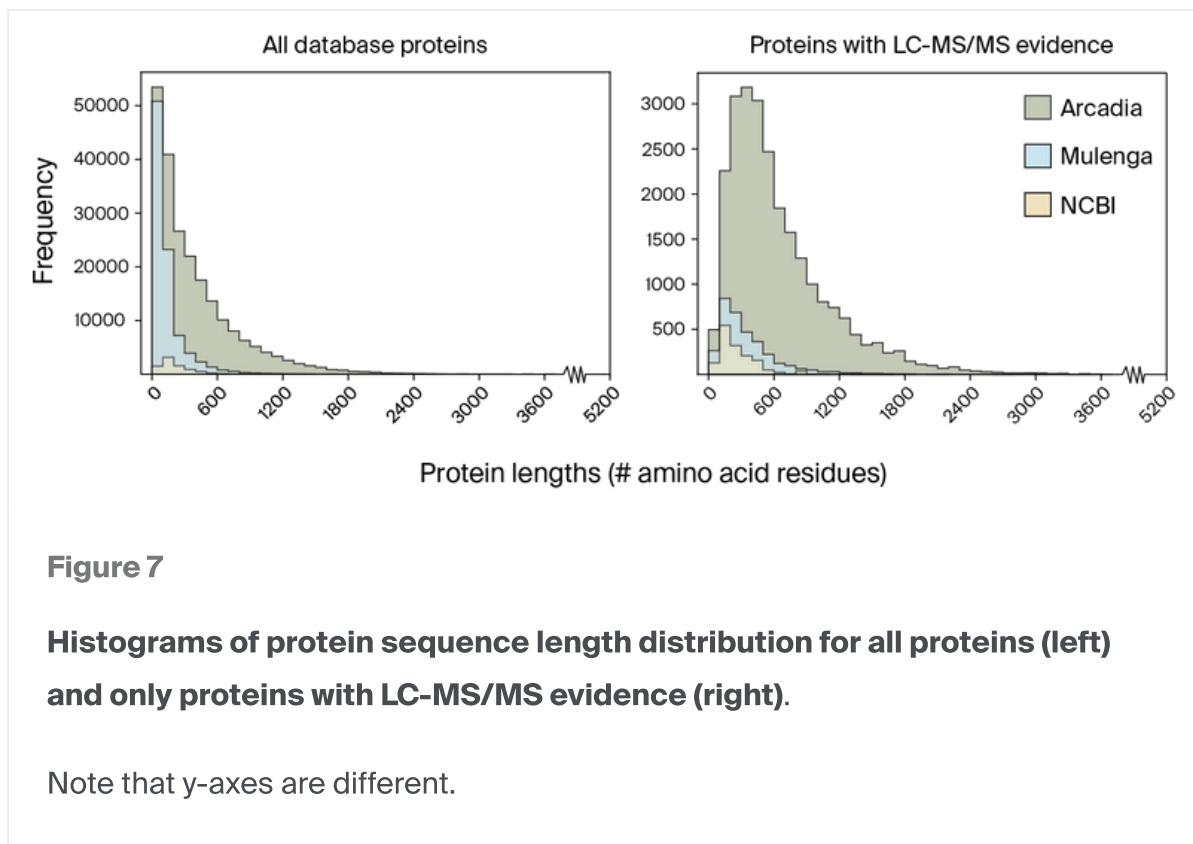 All database proteins
Proteins with LC-MS/MS evidence
Frequency
50000
40000
30000
20000
10000
0
600
1200
1800
2400
3000
3600
5200
3000
2500
2000
1500
1000
500
0
600
1200
1800
2400
3000
3600
5200
Arcadia
Mulenga
NCBI
Protein lengths (# amino acid residues)
Figure 7
Histograms of protein sequence length distribution for all proteins (left)
and only proteins with LC-MS/MS evidence (right).
Note that y-axes are different.